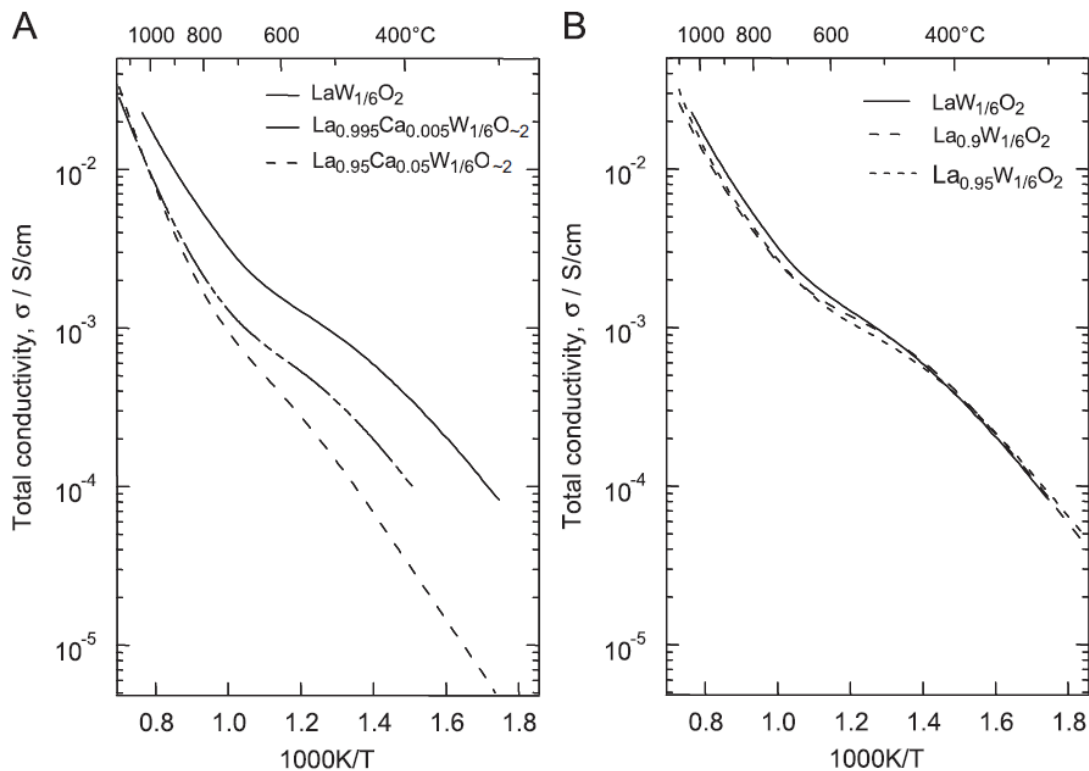 A
1000 800 600 400°C
LaW1/6O2
La0.995Ca0.005W1/6O~2
La0.95Ca0.05W1/6O~2
Total conductivity, σ / S/cm
10-2
10-3
10-4
10-5
0.8 1.0 1.2 1.4 1.6 1.8
1000K/T
B
1000 800 600 400°C
LaW1/6O2
La0.9W1/6O2
La0.95W1/6O2
Total conductivity, σ / S/cm
10-2
10-3
10-4
10-5
0.8 1.0 1.2 1.4 1.6 1.8
1000K/T